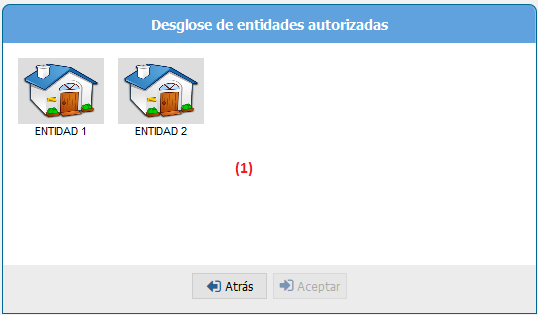 Desglose de entidades autorizadas
ENTIDAD 1 ENTIDAD 2
(1)
Atrás Aceptar